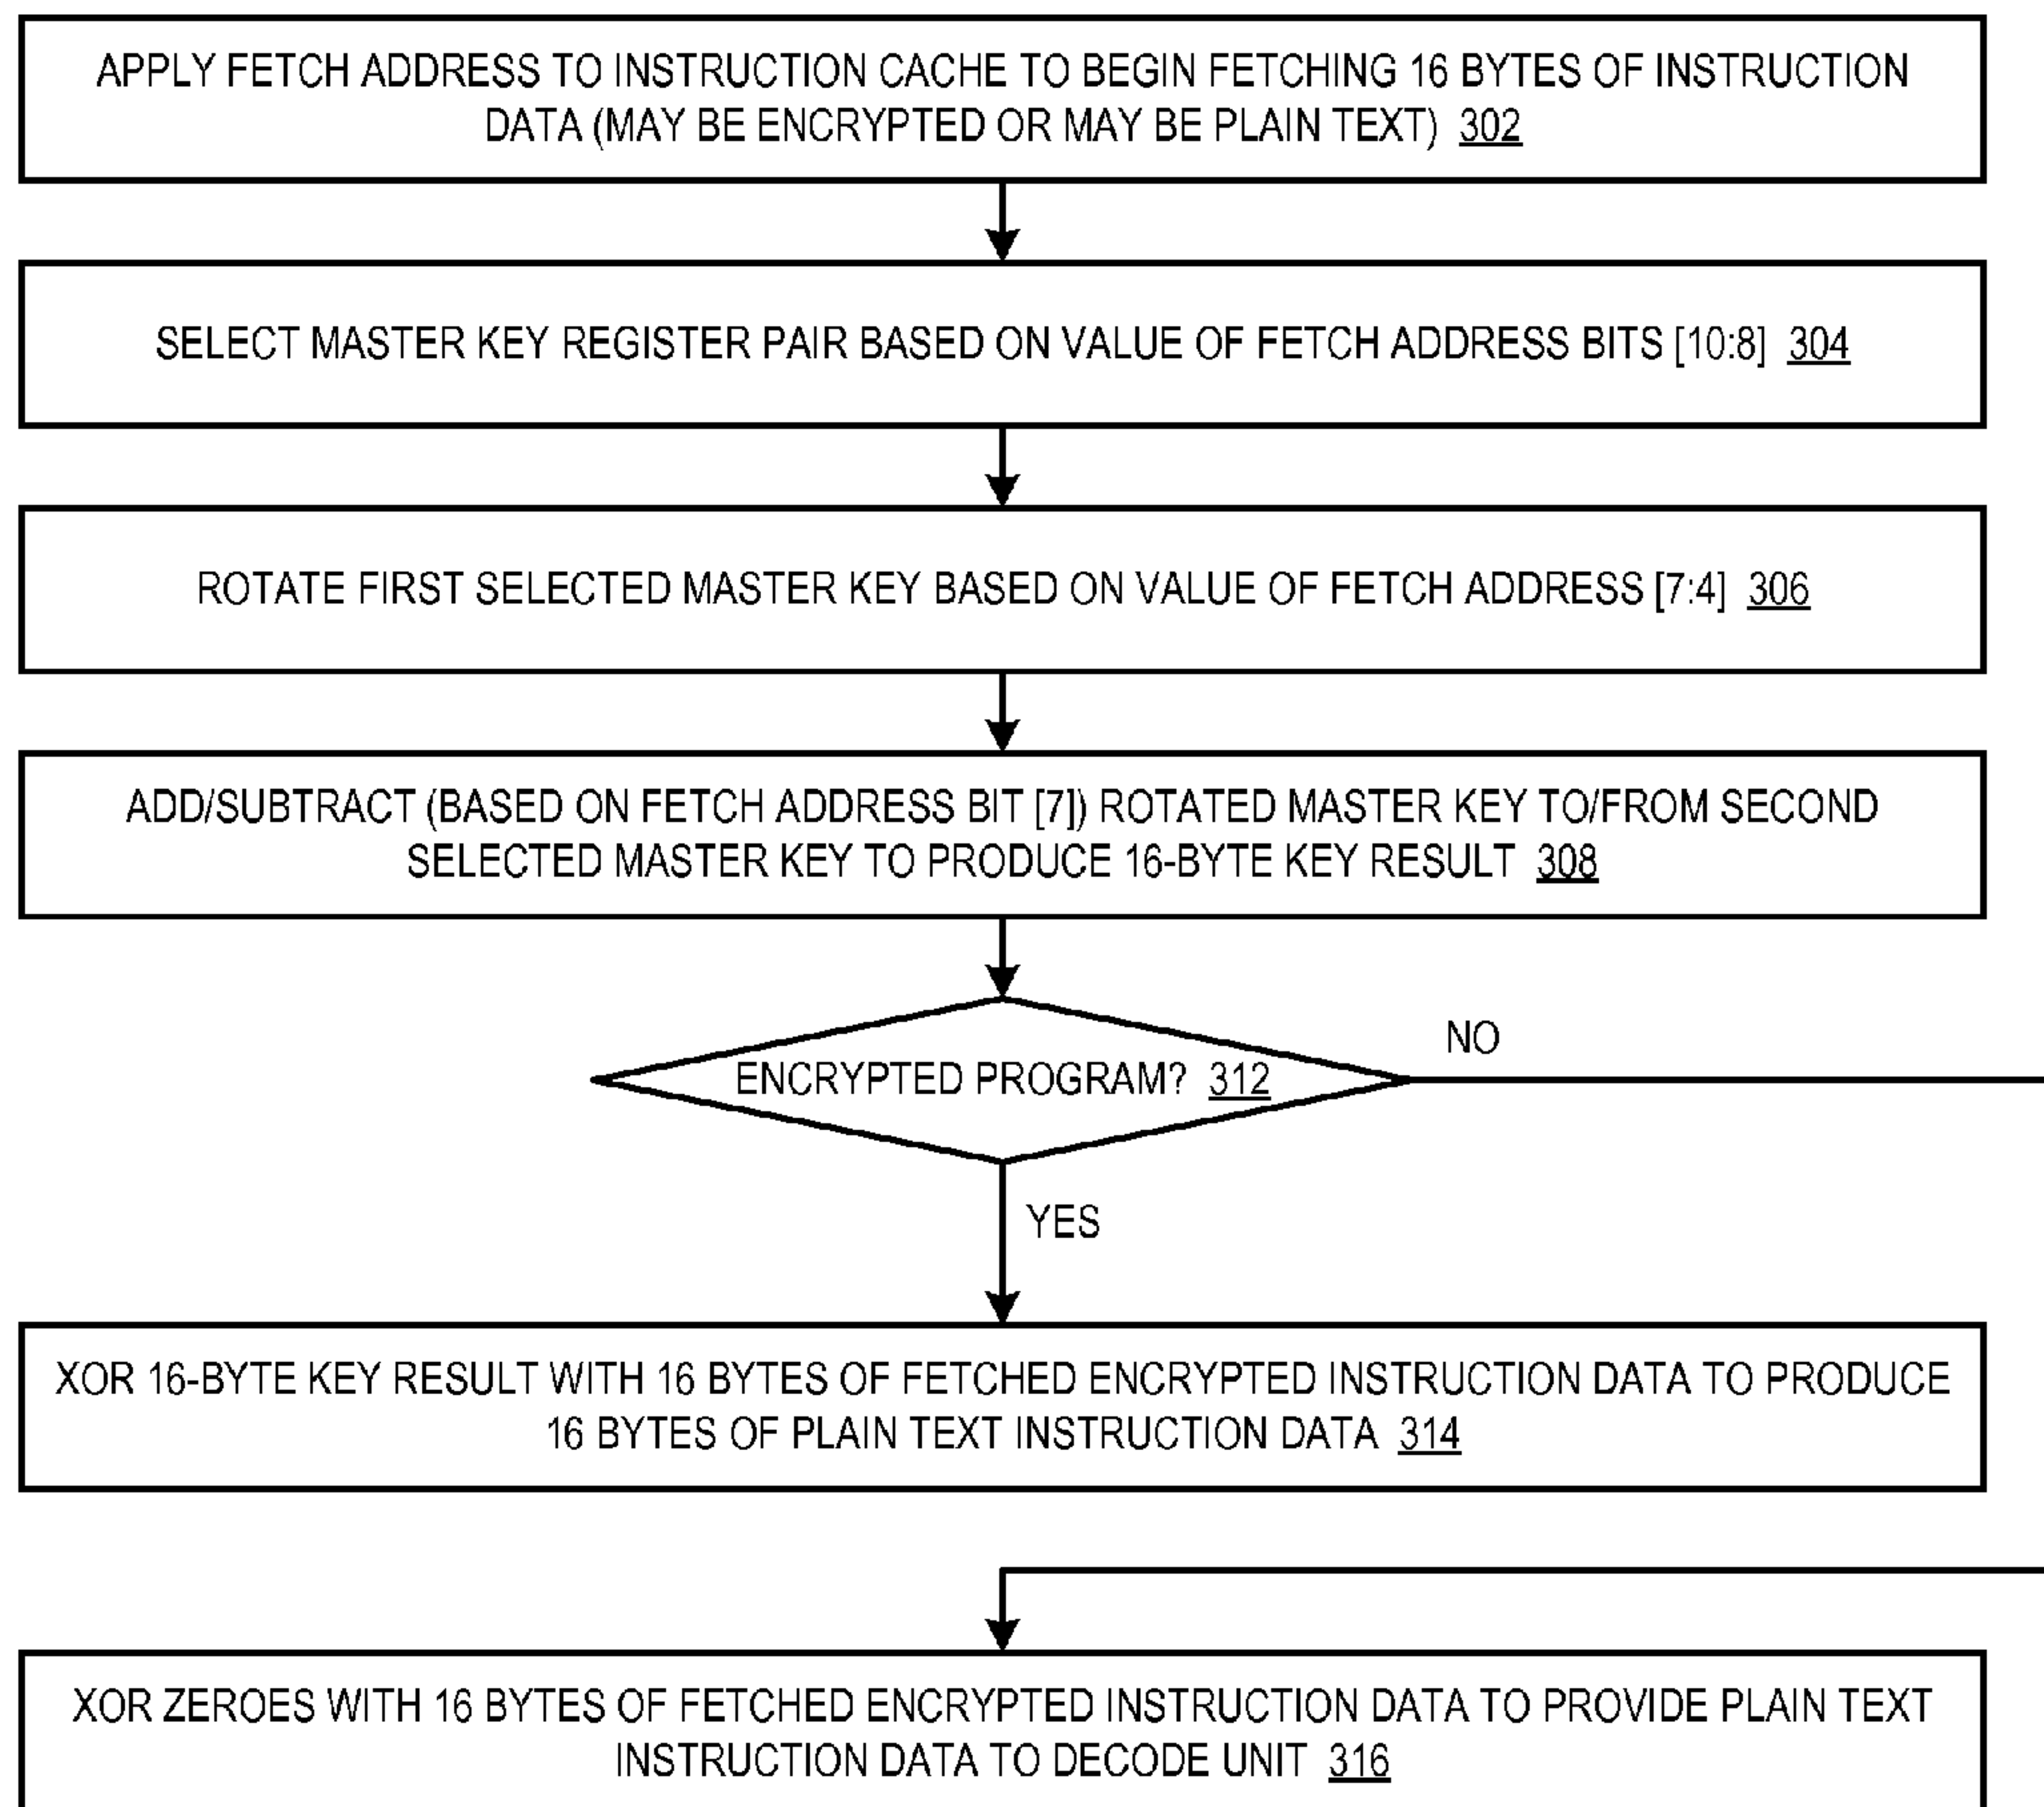 APPLY FETCH ADDRESS TO INSTRUCTION CACHE TO BEGIN FETCHING 16 BYTES OF INSTRUCTION
DATA (MAY BE ENCRYPTED OR MAY BE PLAIN TEXT) 302
SELECT MASTER KEY REGISTER PAIR BASED ON VALUE OF FETCH ADDRESS BITS [10:8] 304
ROTATE FIRST SELECTED MASTER KEY BASED ON VALUE OF FETCH ADDRESS [7:4] 306
ADD/SUBTRACT (BASED ON FETCH ADDRESS BIT [7]) ROTATED MASTER KEY TO/FROM SECOND
SELECTED MASTER KEY TO PRODUCE 16-BYTE KEY RESULT 308
NO
ENCRYPTED PROGRAM? 312
YES
XOR 16-BYTE KEY RESULT WITH 16 BYTES OF FETCHED ENCRYPTED INSTRUCTION DATA TO PRODUCE
16 BYTES OF PLAIN TEXT INSTRUCTION DATA 314
XOR ZEROES WITH 16 BYTES OF FETCHED ENCRYPTED INSTRUCTION DATA TO PROVIDE PLAIN TEXT
INSTRUCTION DATA TO DECODE UNIT 316